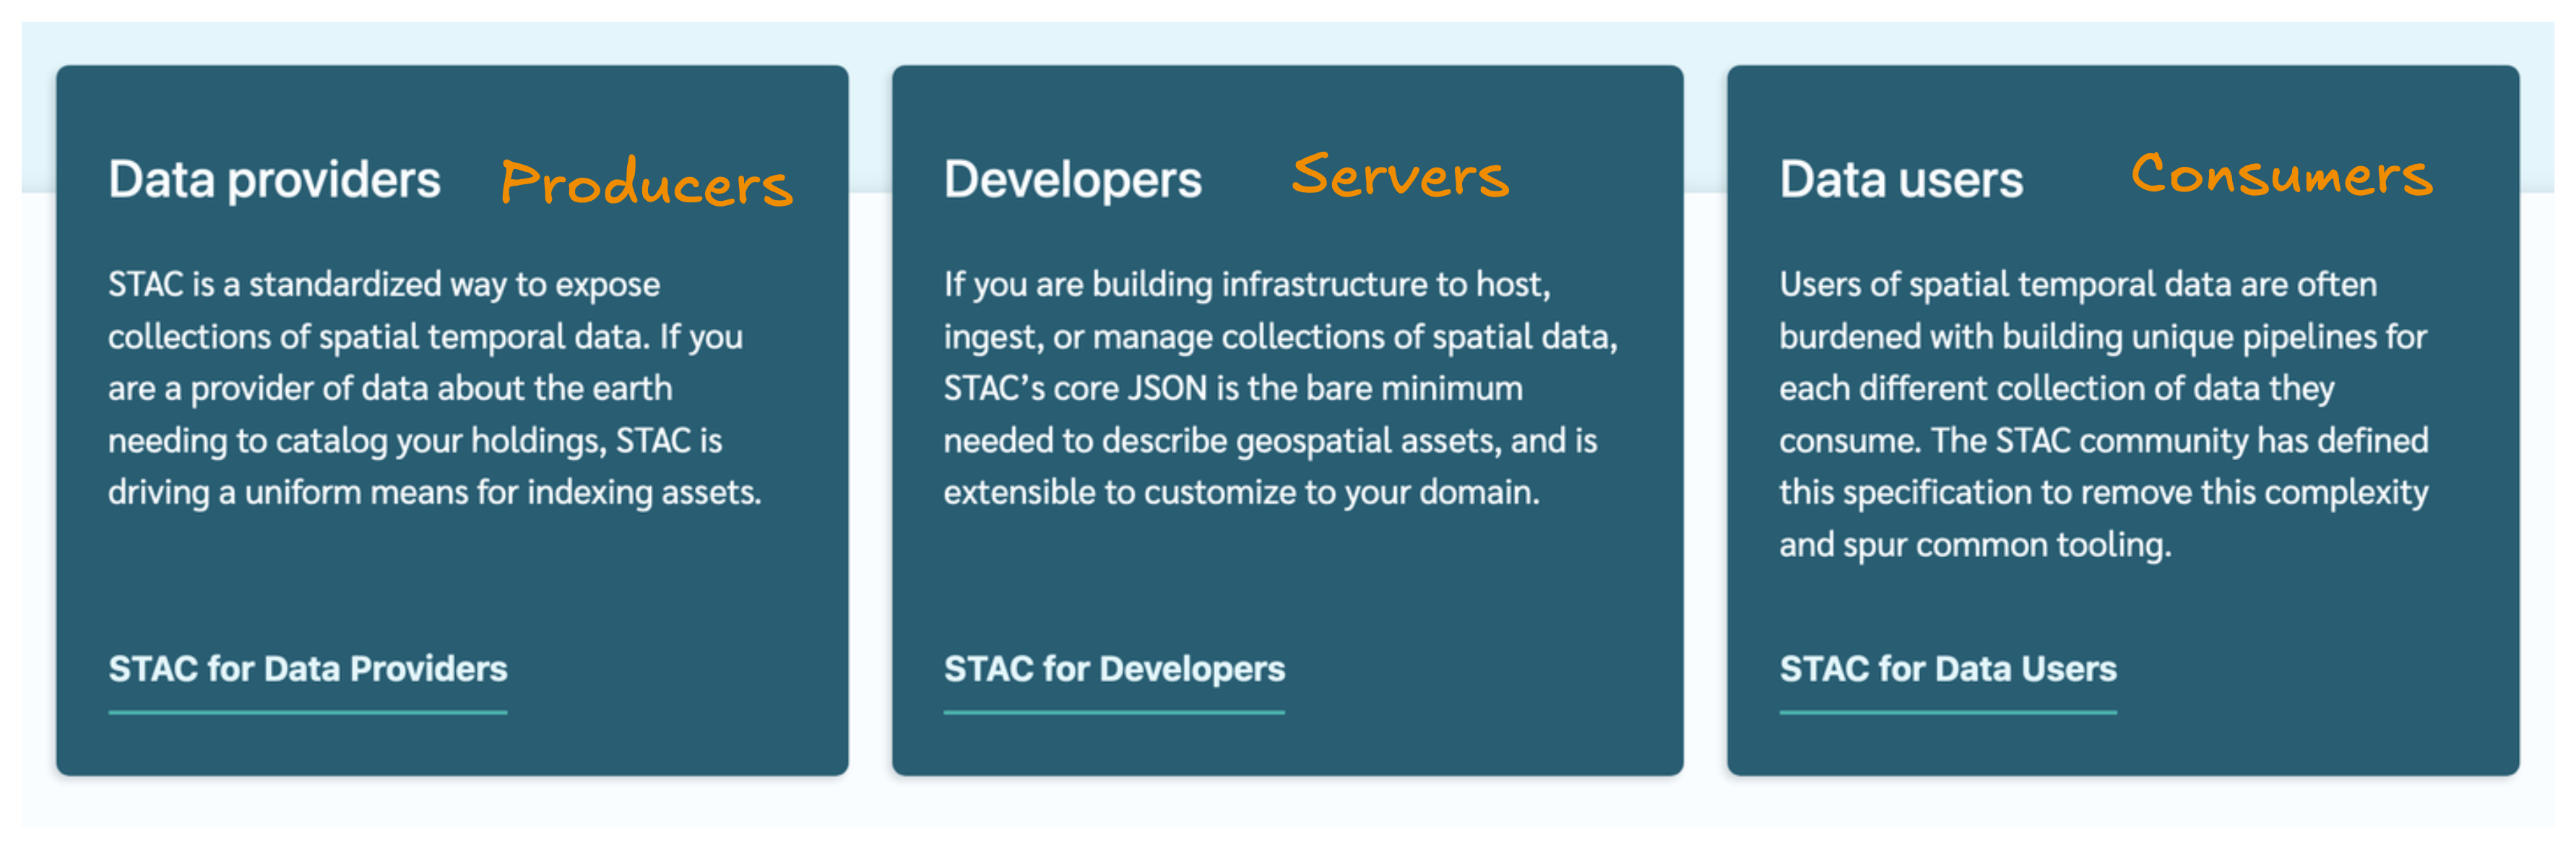 Data providers Producers
STAC is a standardized way to expose
collections of spatial temporal data. If you
are a provider of data about the earth
needing to catalog your holdings, STAC is
driving a uniform means for indexing assets.
STAC for Data Providers
Developers Servers
If you are building infrastructure to host,
ingest, or manage collections of spatial data,
STAC’s core JSON is the bare minimum
needed to describe geospatial assets, and is
extensible to customize to your domain.
STAC for Developers
Data users Consumers
Users of spatial temporal data are often
burdened with building unique pipelines for
each different collection of data they
consume. The STAC community has defined
this specification to remove this complexity
and spur common tooling.
STAC for Data Users